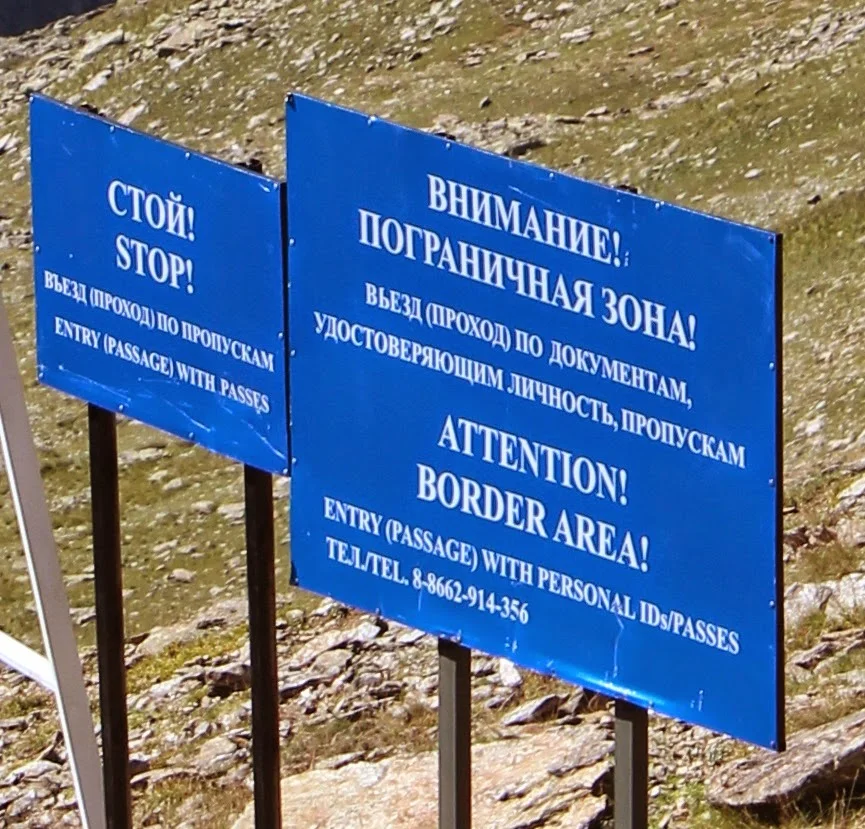 СТОЙ!
STOP!
ВЪЕЗД (ПРОХОД) ПО ПРОПУСКАМ
ENTRY (PASSAGE) WITH PASSES
ВНИМАНИЕ!
ПОГРАНИЧНАЯ ЗОНА!
ВЪЕЗД (ПРОХОД) ПО ДОКУМЕНТАМ,
УДОСТОВЕРЯЮЩИМ ЛИЧНОСТЬ, ПРОПУСКАМ
ATTENTION!
BORDER AREA!
ENTRY (PASSAGE) WITH PERSONAL IDs/PASSES
ТЕЛ./TEL. 8-8662-914-356